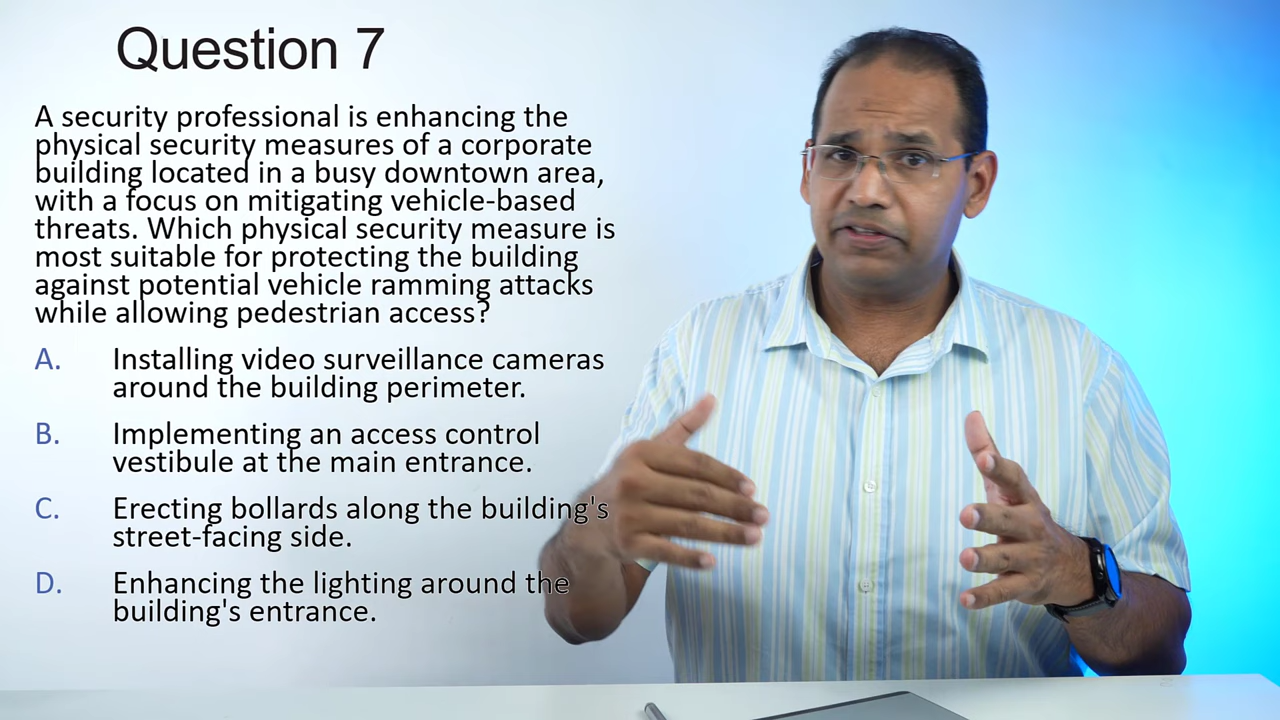 Question 7
A security professional is enhancing the
physical security measures of a corporate
building located in a busy downtown area,
with a focus on mitigating vehicle-based
threats. Which physical security measure is
most suitable for protecting the building
against potential vehicle ramming attacks
while allowing pedestrian access?
A. Installing video surveillance cameras
around the building perimeter.
B. Implementing an access control
vestibule at the main entrance.
C. Erecting bollards along the building's
street-facing side.
D. Enhancing the lighting around the
building's entrance.